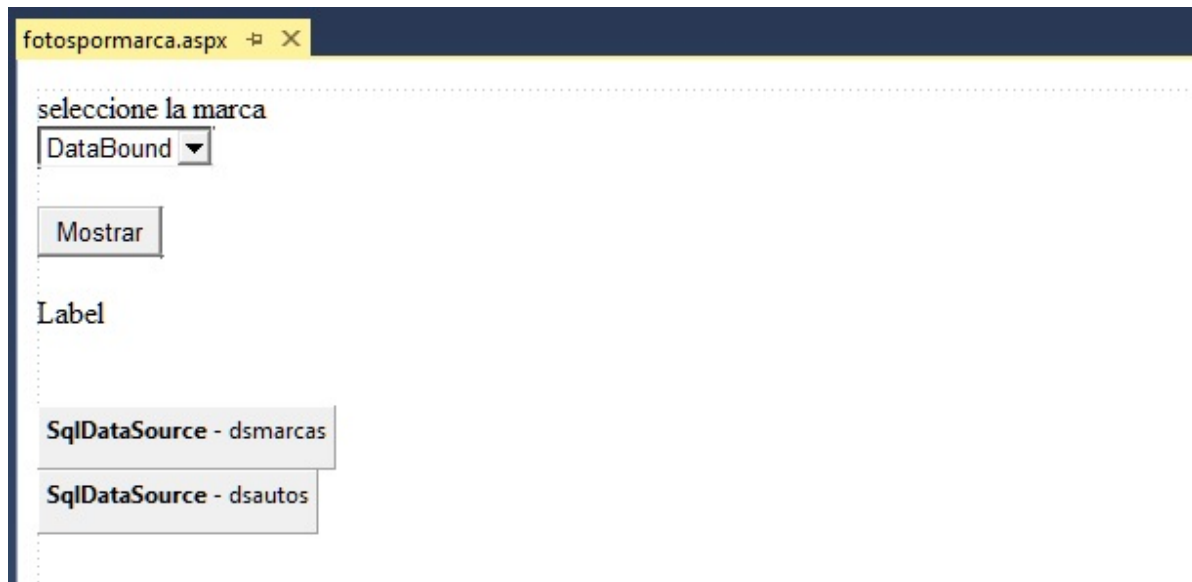 fotospormarca.aspx
seleccione la marca
DataBound
Mostrar
Label
SqlDataSource - dsmarcas
SqlDataSource - dsautos